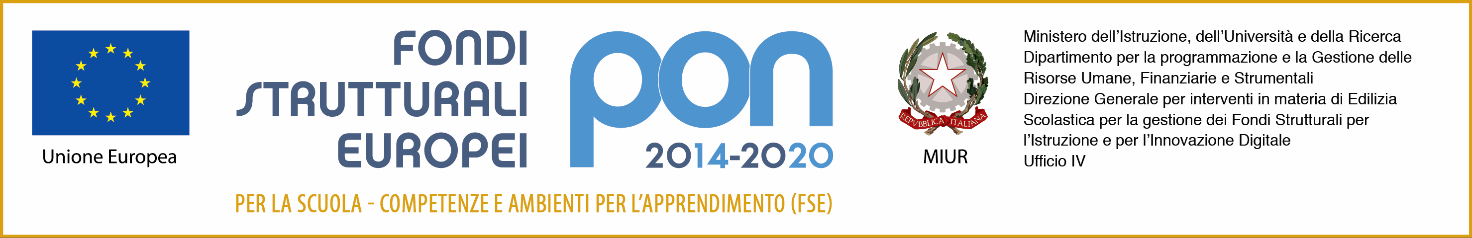 Unione Europea
FONDI
STRUTTURALI
EUROPEI
pon
2014-2020
PER LA SCUOLA - COMPETENZE E AMBIENTI PER L'APPRENDIMENTO (FSE)
REPVBBLICA ITALIANA
MIUR
Ministero dell'Istruzione, dell'Università e della Ricerca
Dipartimento per la programmazione e la Gestione delle
Risorse Umane, Finanziarie e Strumentali
Direzione Generale per interventi in materia di Edilizia
Scolastica per la gestione dei Fondi Strutturali per
l'Istruzione e per l'Innovazione Digitale
Ufficio IV